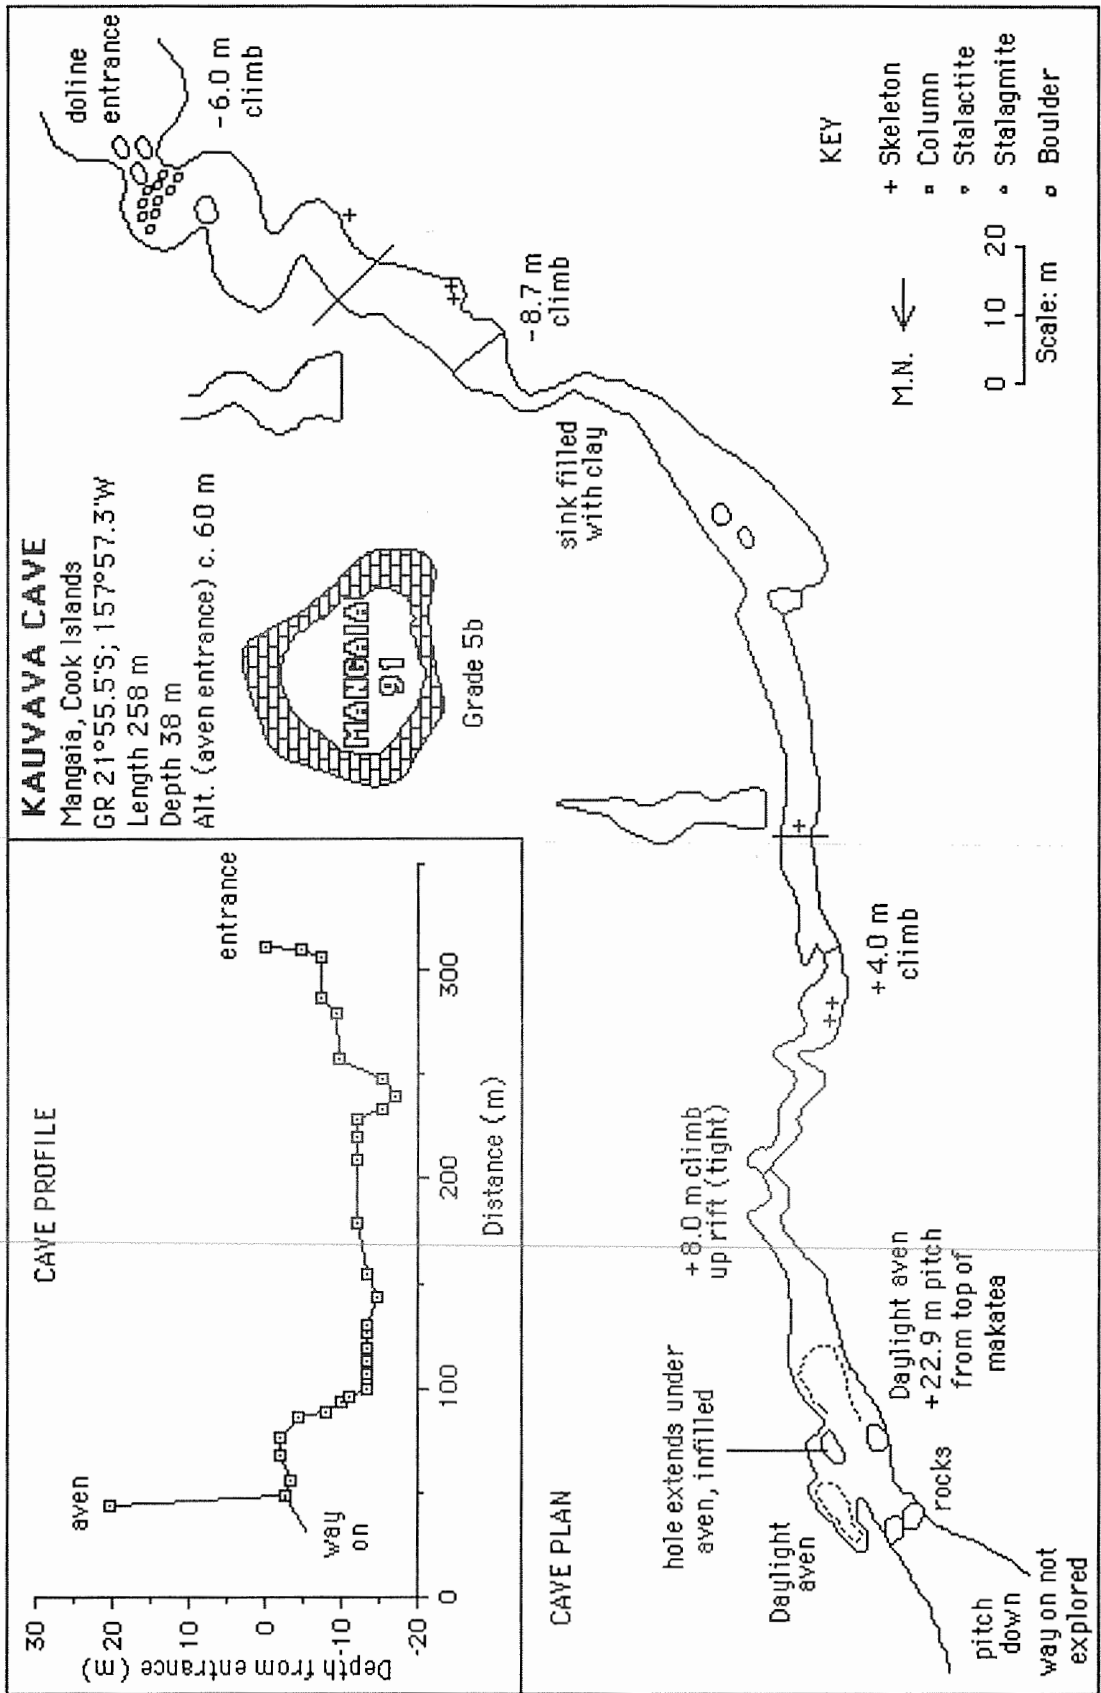 KAUVAVA CAVE
Mangaia, Cook Islands
GR 21°55.5'S; 157°57.3'W
Length 258 m
Depth 38 m
Alt. (aven entrance) c. 60 m
MANGAIA
91
Grade 5b
CAVE PROFILE
aven
way
on
entrance
30
20
10
0
-10
-20
Depth from entrance (m)
0
100
200
300
Distance (m)
CAVE PLAN
doline
entrance
-6.0 m
climb
-8.7 m
climb
sink filled
with clay
+4.0 m
climb
+8.0 m climb
up rift (tight)
hole extends under
aven, infilled
Daylight
aven
Daylight aven
+22.9 m pitch
from top of
makatea
rocks
pitch
down
way on not
explored
KEY
+ Skeleton
Column
Stalactite
Stalagmite
Boulder
M.N.
0 10 20
Scale: m